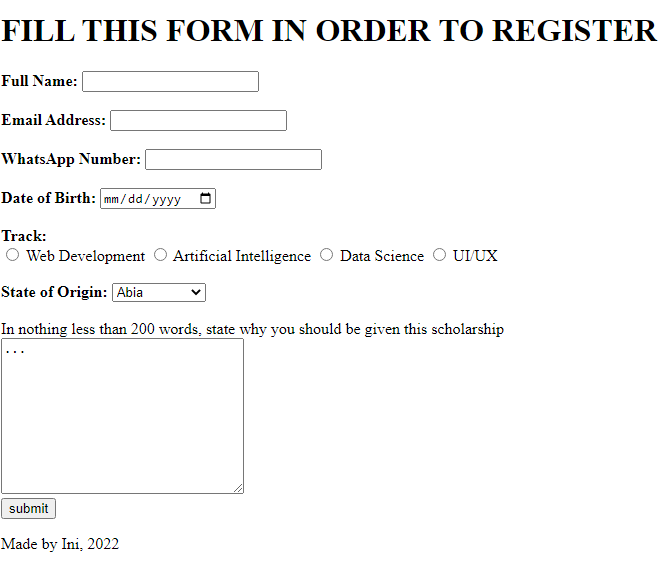 FILL THIS FORM IN ORDER TO REGISTER
Full Name:
Email Address:
WhatsApp Number:
Date of Birth: mm/dd/yyyy
Track:
Web Development Artificial Intelligence Data Science UI/UX
State of Origin: Abia
In nothing less than 200 words, state why you should be given this scholarship
...
submit
Made by Ini, 2022